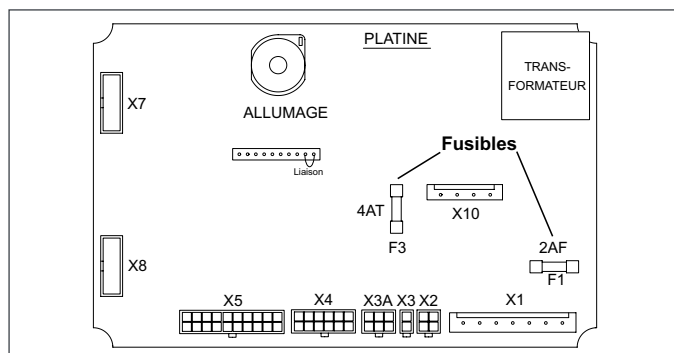 PLATINE
TRANS-
FORMATEUR
X7
ALLUMAGE
Fusibles
Liaison
4AT
X10
F3
2AF
F1
X8
X5
X4
X3A
X3
X2
X1